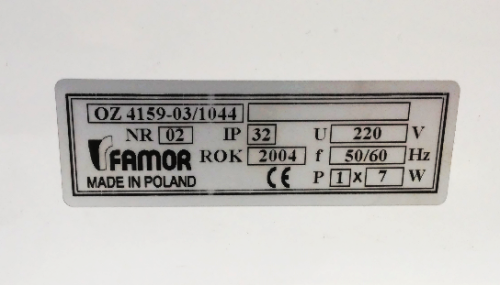 OZ 4159-03/1044
NR 02 IP 32 U 220 V
FAMOR ROK 2004 f 50/60 Hz
MADE IN POLAND CE P 1 x 7 W